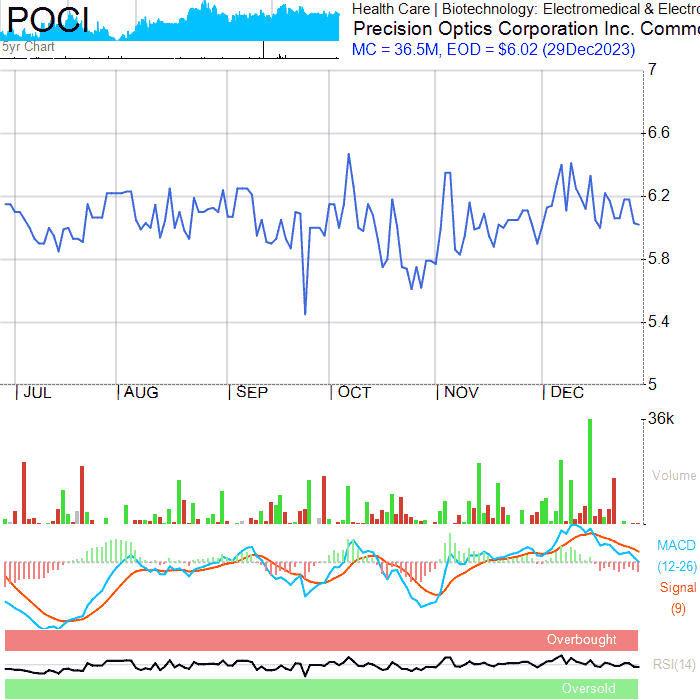 POCI
5yr Chart
Health Care | Biotechnology: Electromedical & Electro
Precision Optics Corporation Inc. Commo
MC = 36.5M, EOD = $6.02 (29Dec2023)
7
6.6
6.2
5.8
5.4
5
JUL AUG SEP OCT NOV DEC
36k
Volume
MACD
(12-26)
Signal
(9)
Overbought
RSI(14)
Oversold